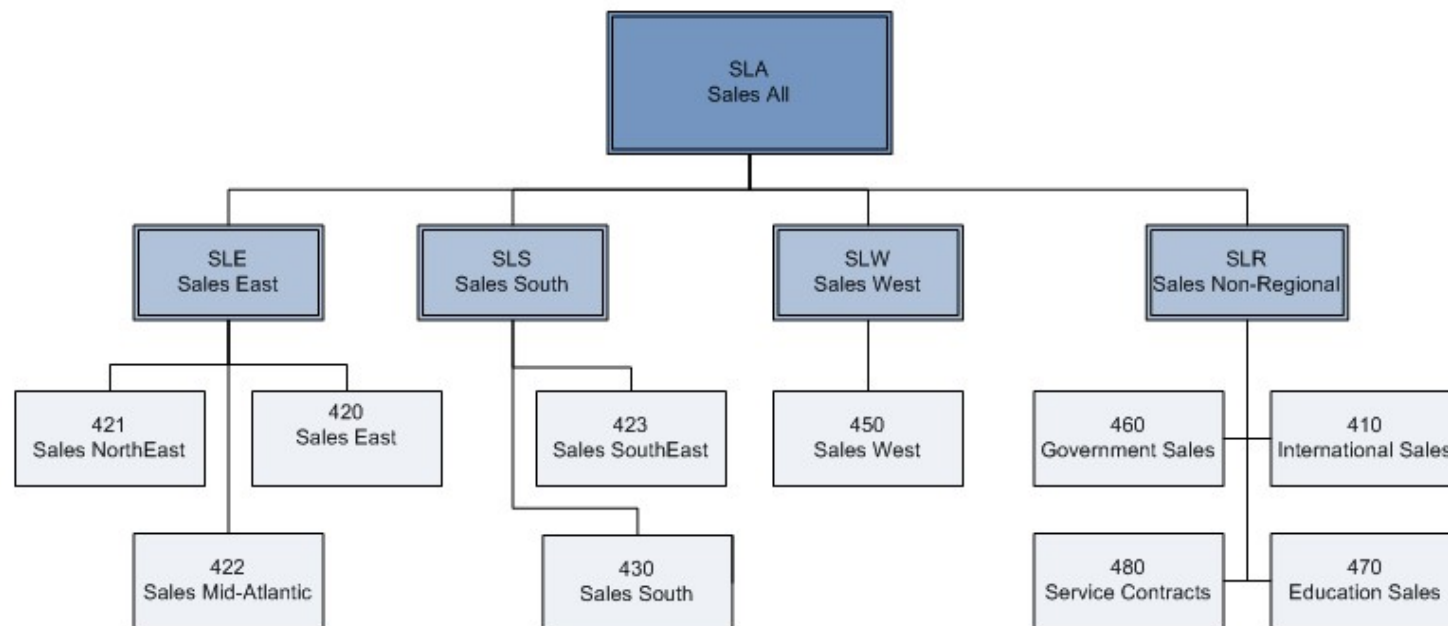 SLA
Sales All
SLE
Sales East
SLS
Sales South
SLW
Sales West
SLR
Sales Non-Regional
421
Sales NorthEast
420
Sales East
423
Sales SouthEast
450
Sales West
460
Government Sales
410
International Sales
422
Sales Mid-Atlantic
430
Sales South
480
Service Contracts
470
Education Sales